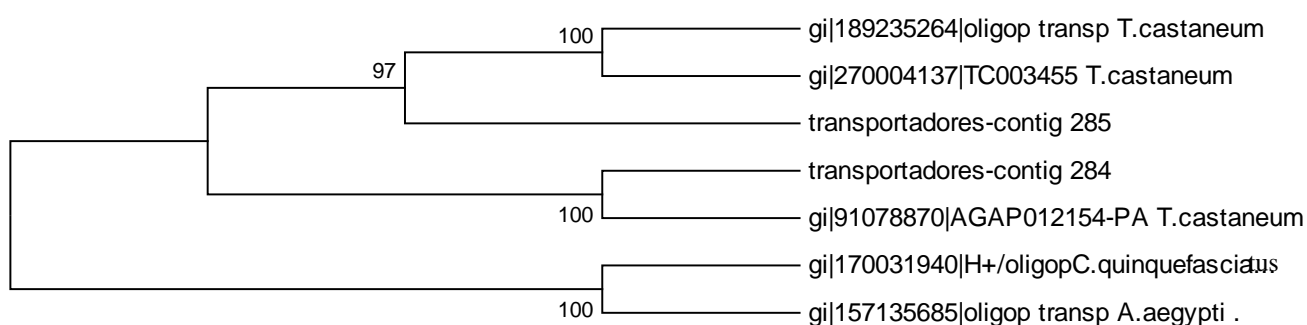 100
gi|189235264|oligop transp T.castaneum
97
gi|270004137|TC003455 T.castaneum
transportadores-contig 285
transportadores-contig 284
100
gi|91078870|AGAP012154-PA T.castaneum
gi|170031940|H+/oligopC.quinquefasciatus
100
gi|157135685|oligop transp A.aegypti .